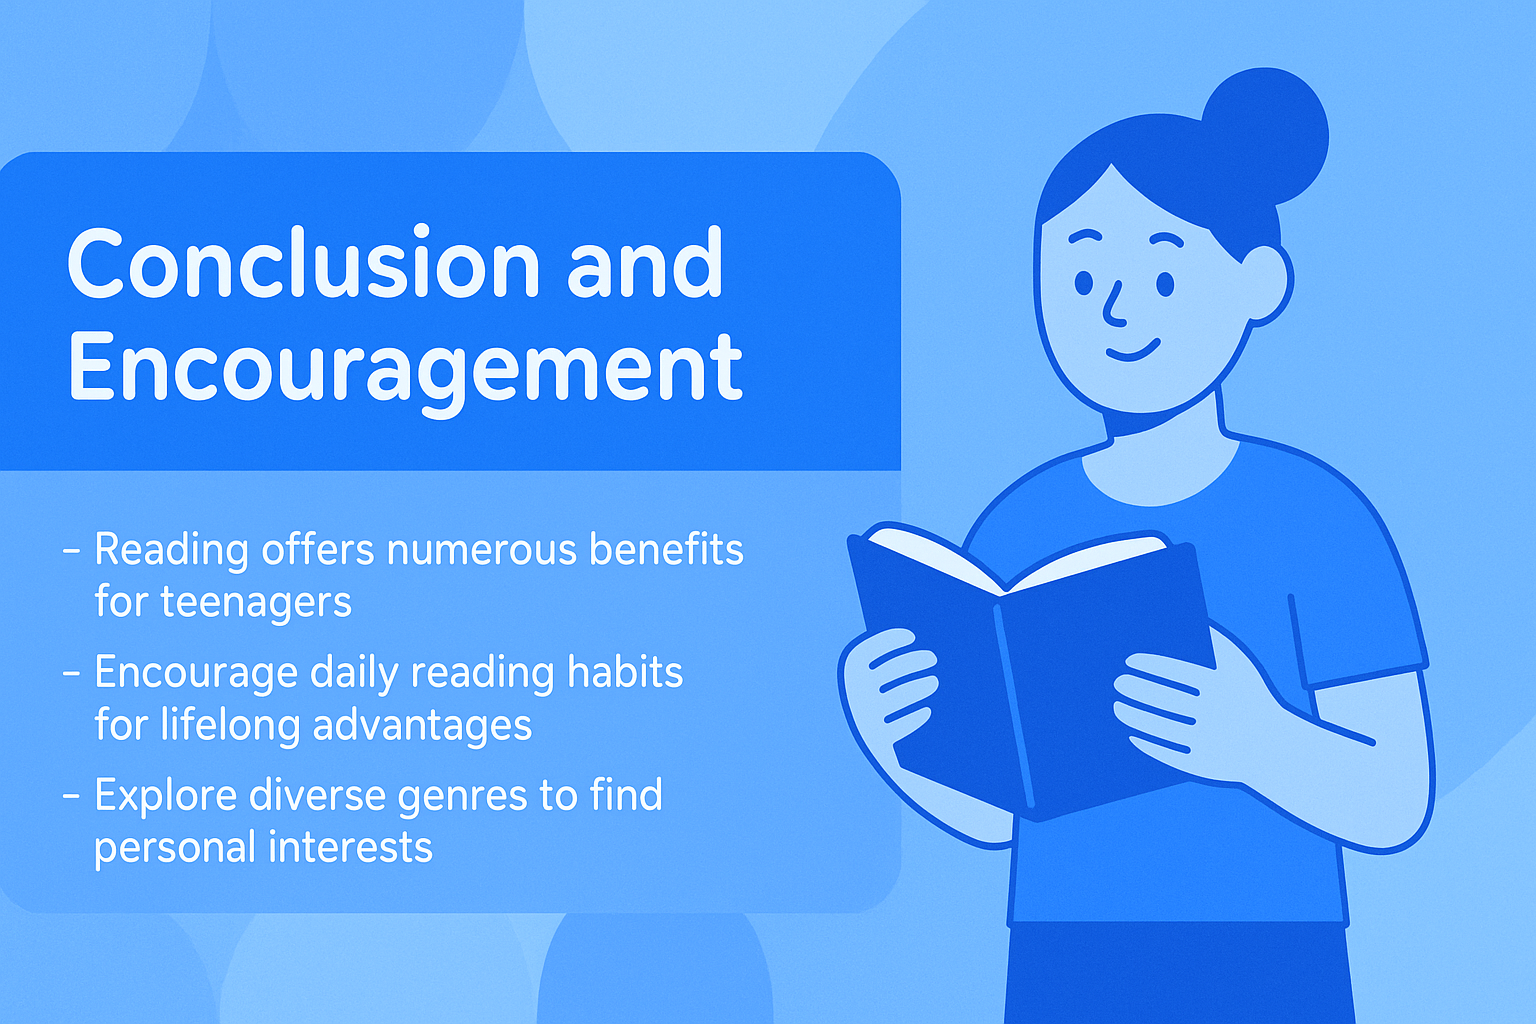 Conclusion and
Encouragement
– Reading offers numerous benefits
for teenagers
– Encourage daily reading habits
for lifelong advantages
– Explore diverse genres to find
personal interests